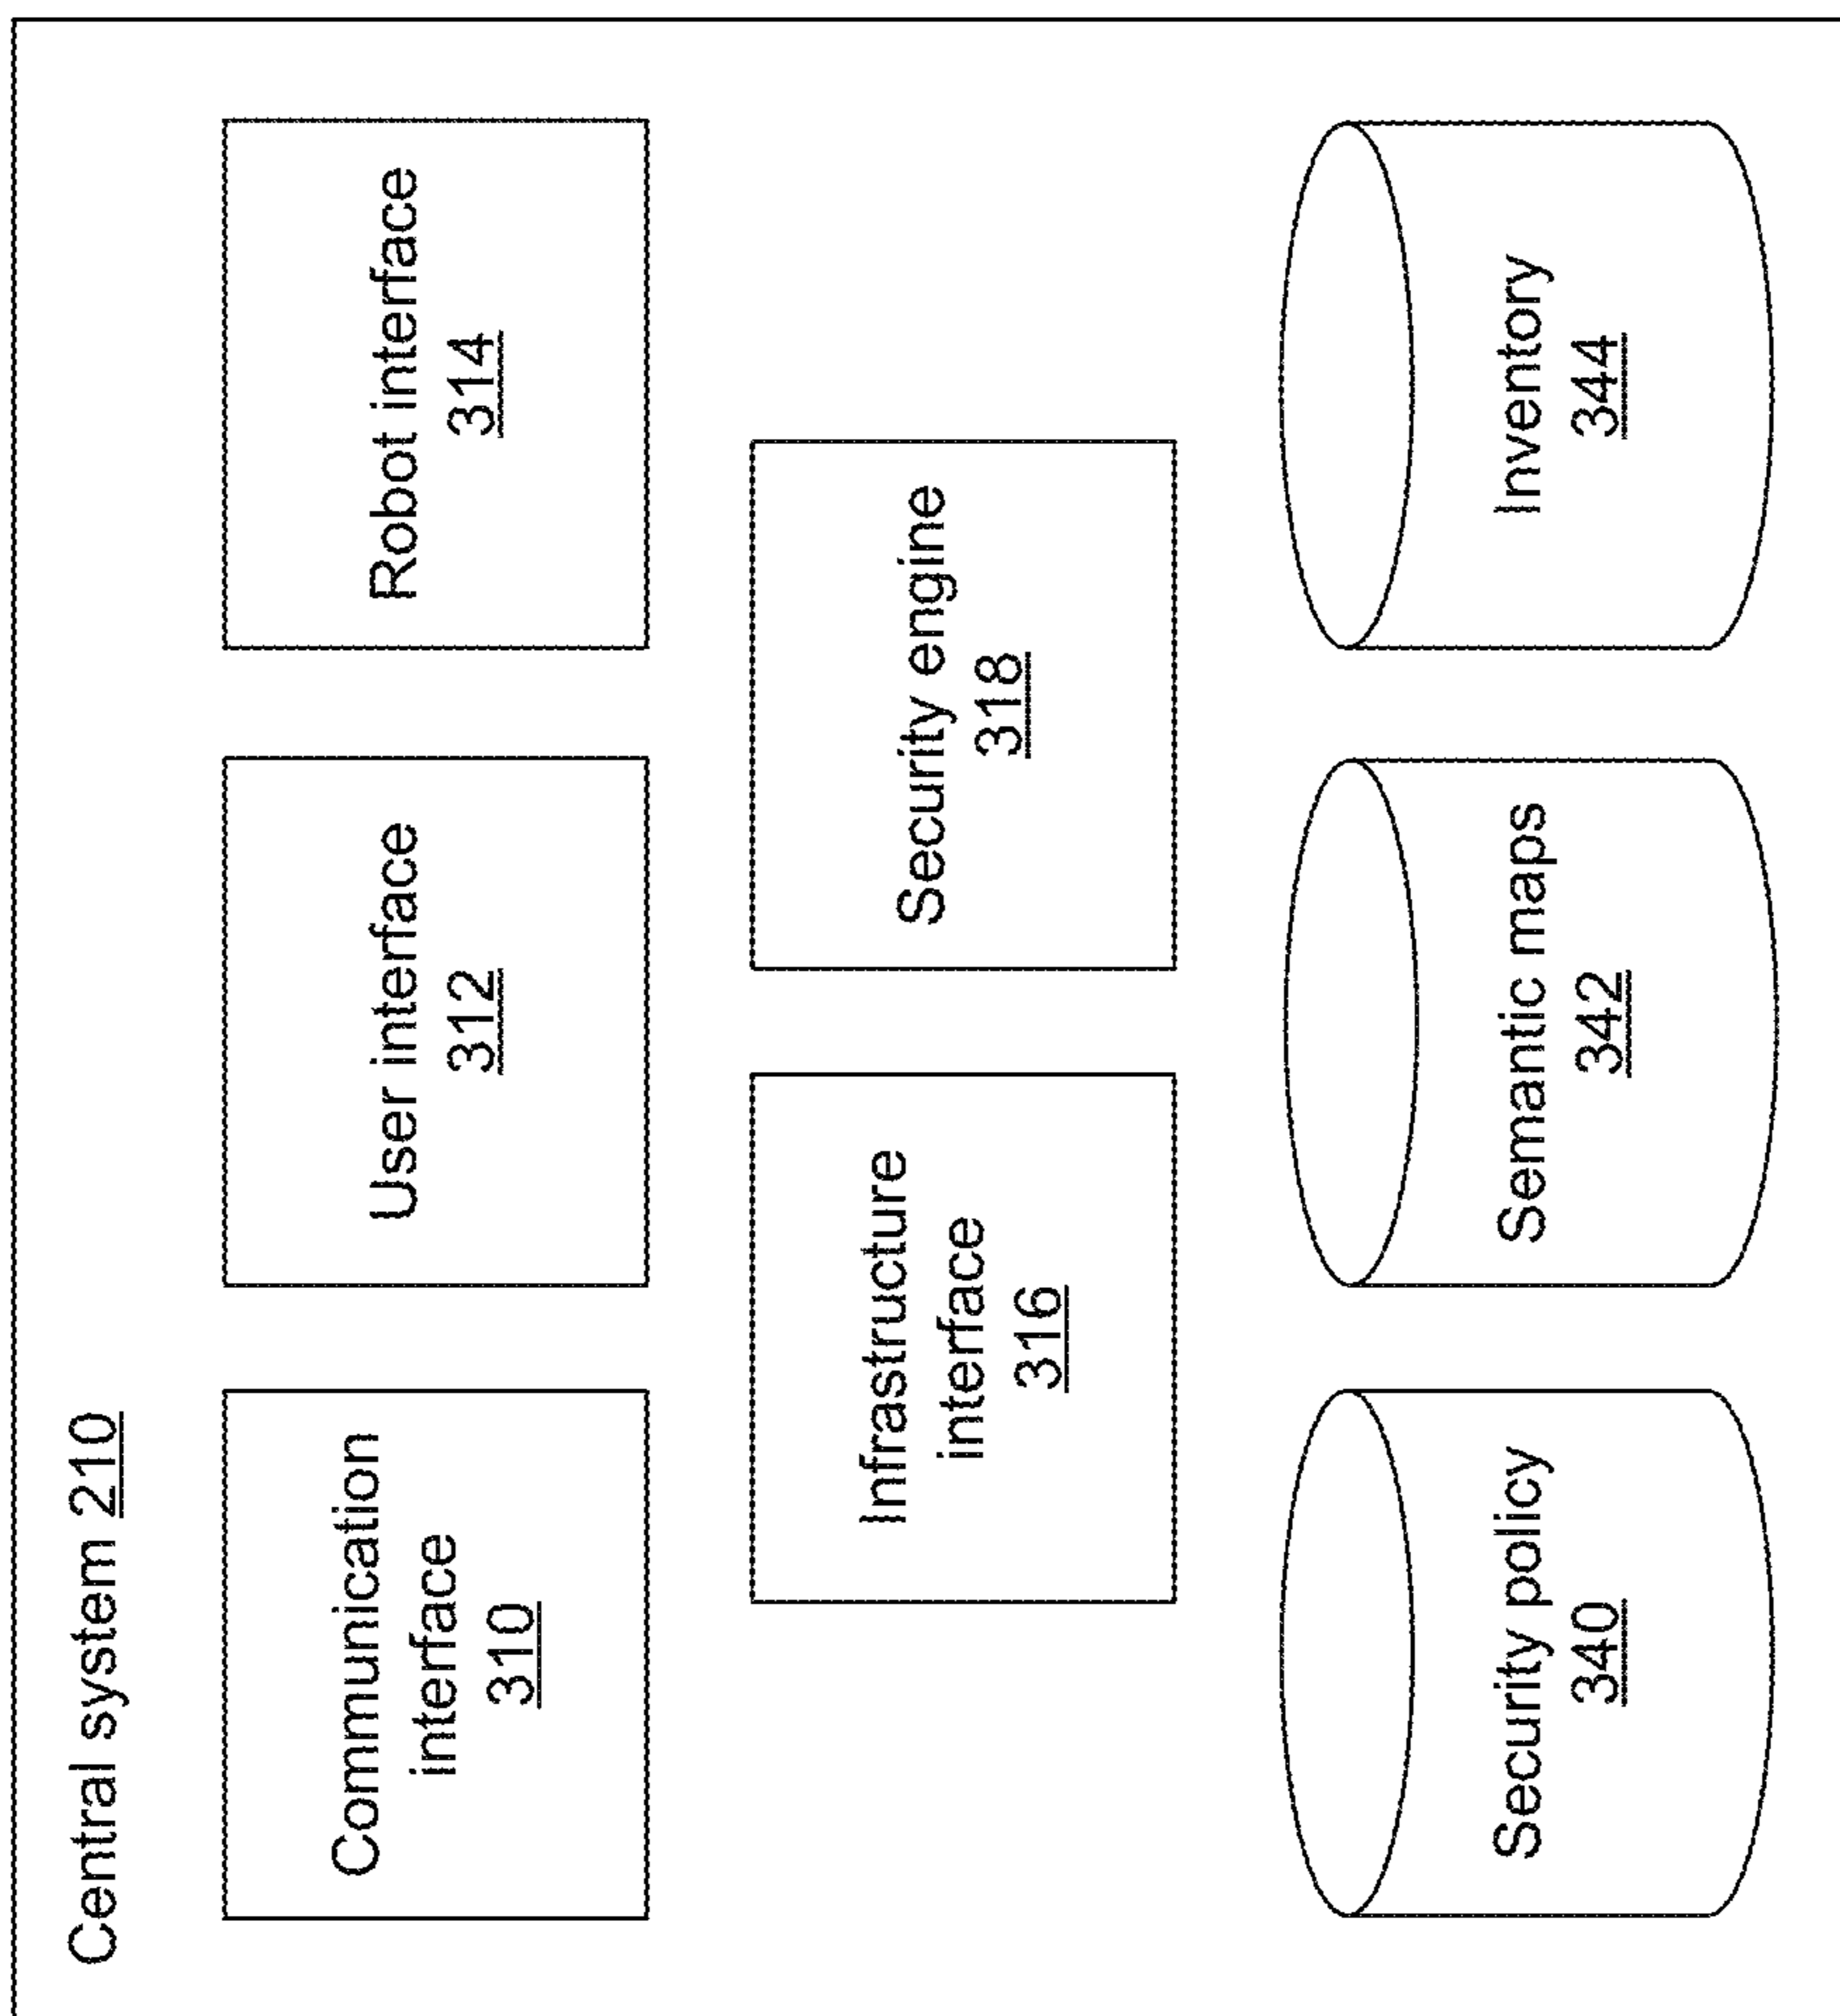 Central system 210
Communication
interface
310
User interface
312
Robot interface
314
Infrastructure
interface
316
Security engine
318
Security policy
340
Semantic maps
342
Inventory
344